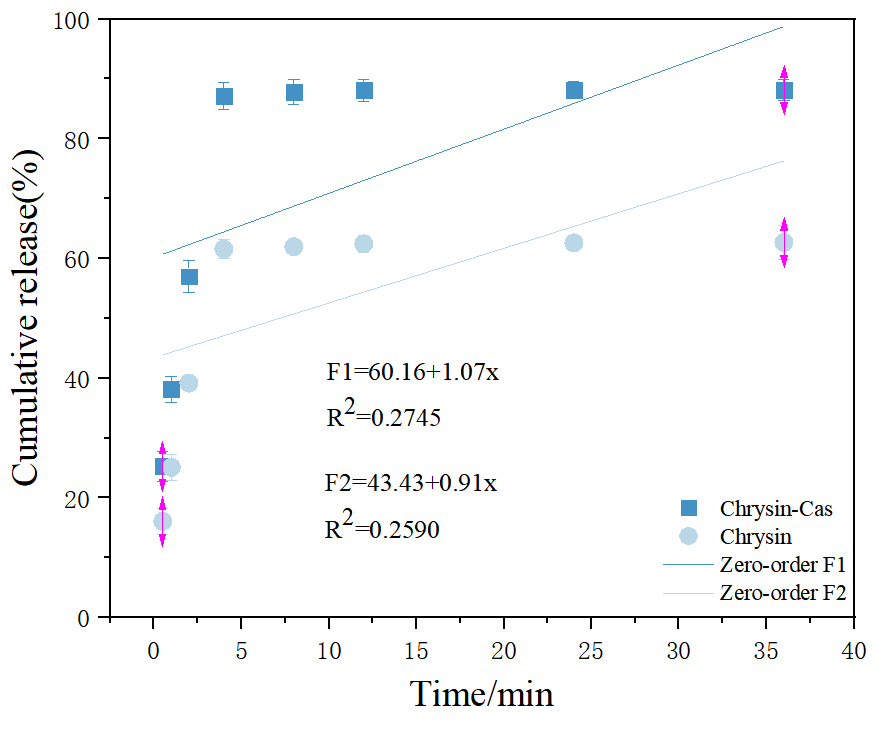 100
80
60
40
20
0
Cumulative release(%)
F1=60.16+1.07x
R²=0.2745
F2=43.43+0.91x
R²=0.2590
Chrysin-Cas
Chrysin
Zero-order F1
Zero-order F2
0 5 10 15 20 25 30 35 40
Time/min